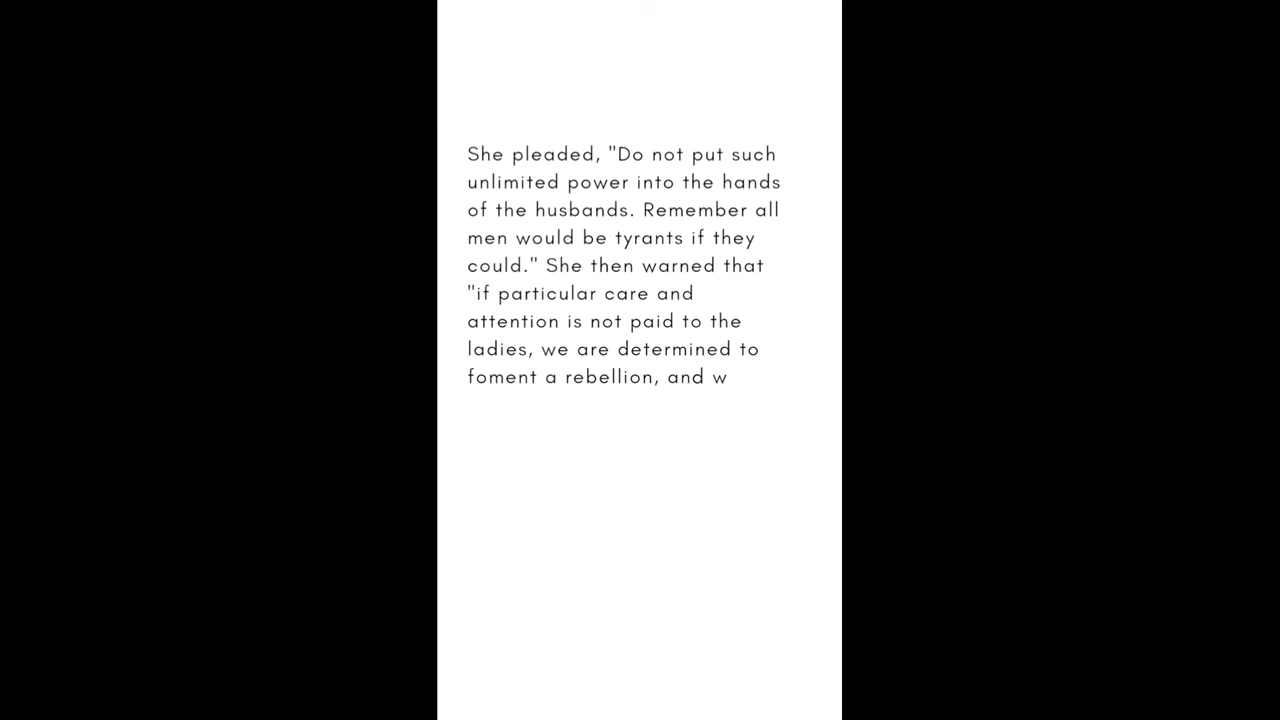 She pleaded, "Do not put such
unlimited power into the hands
of the husbands. Remember all
men would be tyrants if they
could." She then warned that
"if particular care and
attention is not paid to the
ladies, we are determined to
foment a rebellion, and w